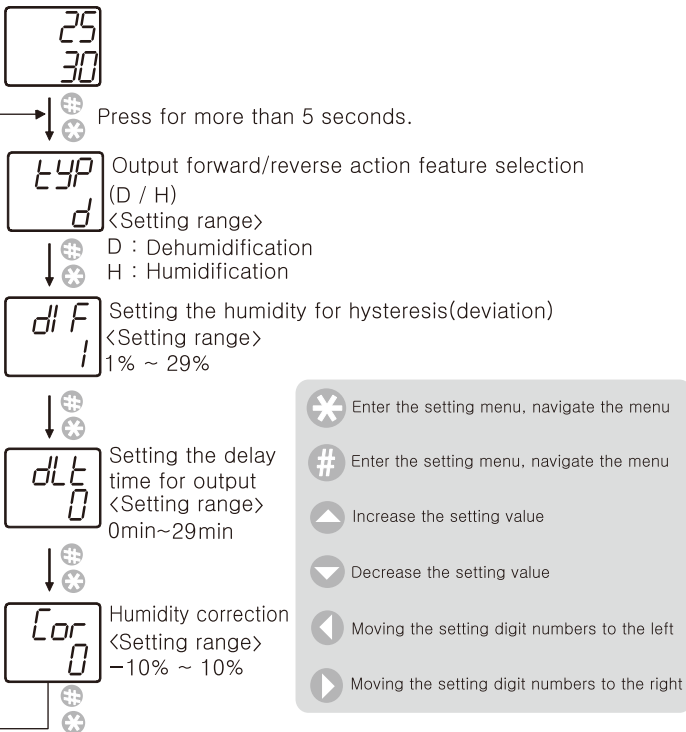 25
30
Press for more than 5 seconds.
tYP
d
Output forward/reverse action feature selection
(D / H)
<Setting range>
D : Dehumidification
H : Humidification
dI F
1
Setting the humidity for hysteresis(deviation)
<Setting range>
1% ~ 29%
dLt
0
Setting the delay
time for output
<Setting range>
0min~29min
Cor
0
Humidity correction
<Setting range>
-10% ~ 10%
Enter the setting menu, navigate the menu
# Enter the setting menu, navigate the menu
Increase the setting value
Decrease the setting value
Moving the setting digit numbers to the left
Moving the setting digit numbers to the right